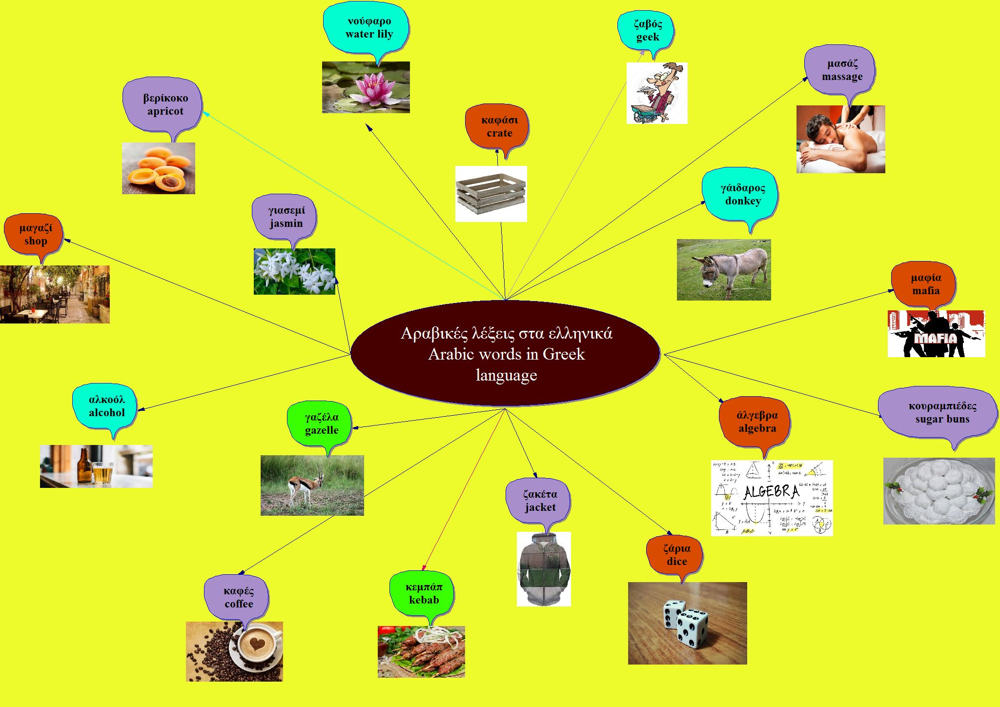 νούφαρο
water lily
ζαβός
geek
μασάζ
massage
βερίκοκο
apricot
καφάσι
crate
γάιδαρος
donkey
γιασεμί
jasmin
μαγαζί
shop
μαφία
mafia
MAFIA
Αραβικές λέξεις στα ελληνικά
Arabic words in Greek
language
αλκοόλ
alcohol
γαζέλα
gazelle
άλγεβρα
algebra
ALGEBRA
κουραμπιέδες
sugar buns
ζακέτα
jacket
ζάρια
dice
καφές
coffee
κεμπάπ
kebab